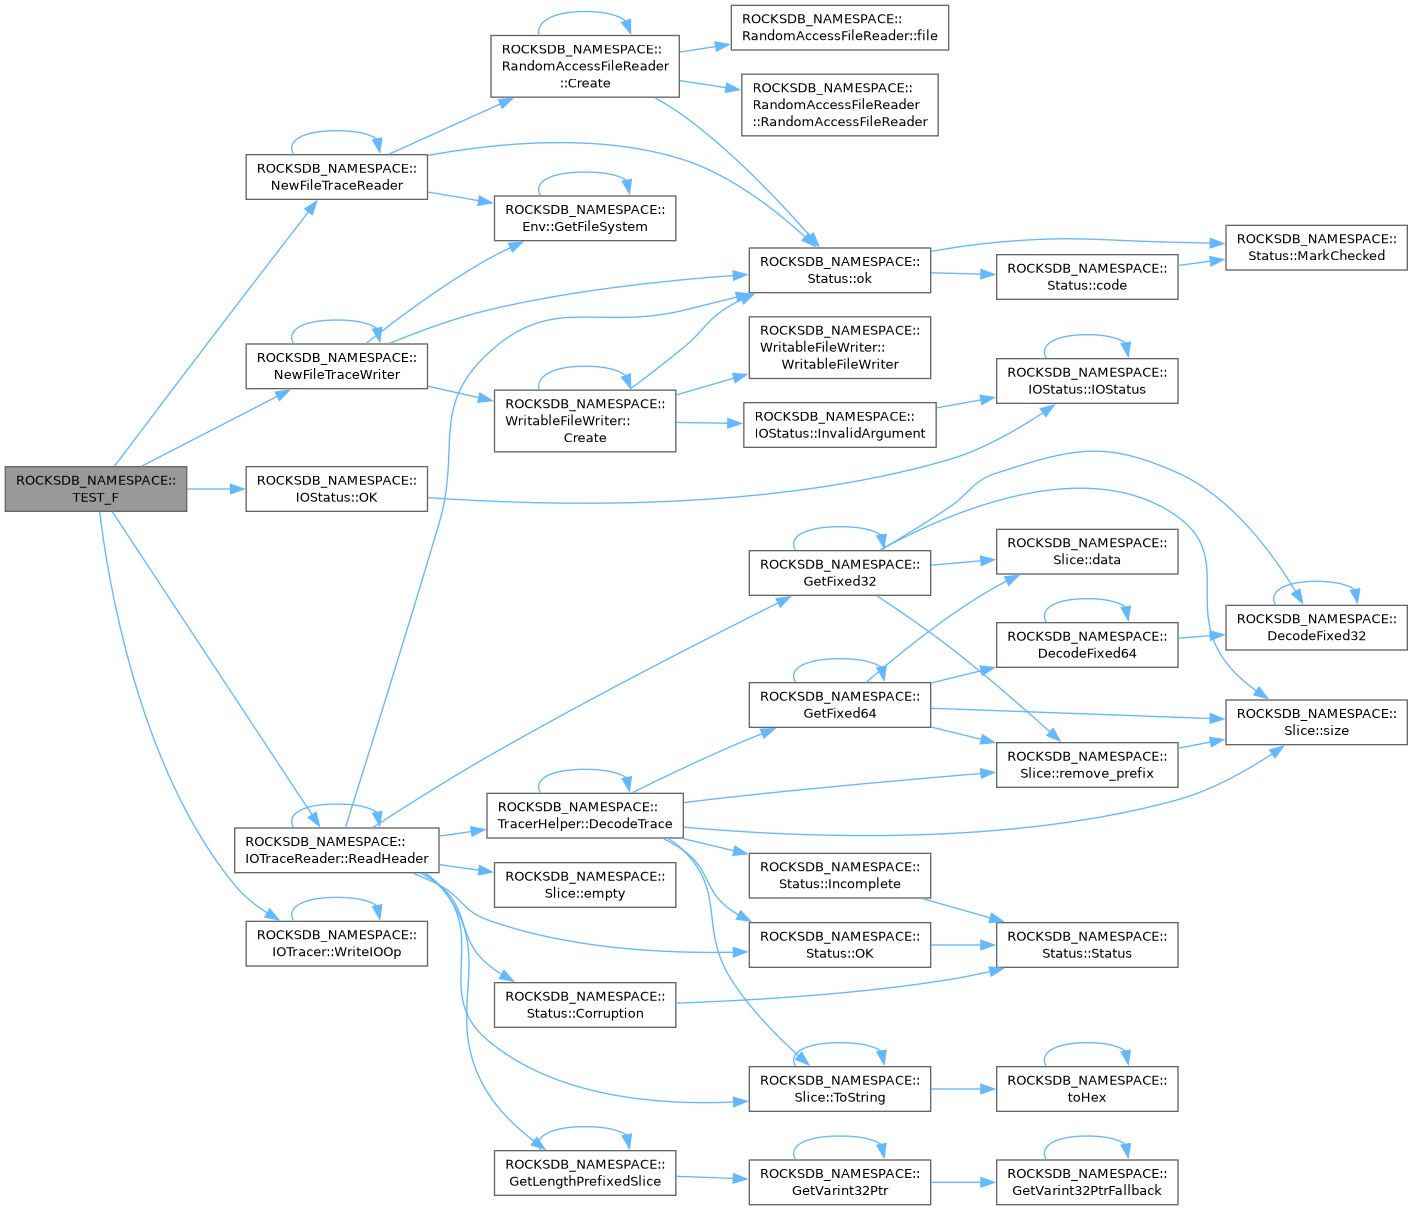 ROCKSDB_NAMESPACE::
TEST_F
ROCKSDB_NAMESPACE::
NewFileTraceReader
ROCKSDB_NAMESPACE::
NewFileTraceWriter
ROCKSDB_NAMESPACE::
IOStatus::OK
ROCKSDB_NAMESPACE::
IOTraceReader::ReadHeader
ROCKSDB_NAMESPACE::
IOTracer::WriteIOOp
ROCKSDB_NAMESPACE::
RandomAccessFileReader
::Create
ROCKSDB_NAMESPACE::
Env::GetFileSystem
ROCKSDB_NAMESPACE::
WritableFileWriter::
Create
ROCKSDB_NAMESPACE::
TracerHelper::DecodeTrace
ROCKSDB_NAMESPACE::
Slice::empty
ROCKSDB_NAMESPACE::
Status::Corruption
ROCKSDB_NAMESPACE::
GetLengthPrefixedSlice
ROCKSDB_NAMESPACE::
RandomAccessFileReader::file
ROCKSDB_NAMESPACE::
RandomAccessFileReader
::RandomAccessFileReader
ROCKSDB_NAMESPACE::
Status::ok
ROCKSDB_NAMESPACE::
WritableFileWriter::
WritableFileWriter
ROCKSDB_NAMESPACE::
IOStatus::InvalidArgument
ROCKSDB_NAMESPACE::
GetFixed32
ROCKSDB_NAMESPACE::
GetFixed64
ROCKSDB_NAMESPACE::
Status::Incomplete
ROCKSDB_NAMESPACE::
Status::OK
ROCKSDB_NAMESPACE::
Slice::ToString
ROCKSDB_NAMESPACE::
GetVarint32Ptr
ROCKSDB_NAMESPACE::
Status::code
ROCKSDB_NAMESPACE::
IOStatus::IOStatus
ROCKSDB_NAMESPACE::
Slice::data
ROCKSDB_NAMESPACE::
DecodeFixed64
ROCKSDB_NAMESPACE::
Slice::remove_prefix
ROCKSDB_NAMESPACE::
Status::Status
ROCKSDB_NAMESPACE::
toHex
ROCKSDB_NAMESPACE::
GetVarint32PtrFallback
ROCKSDB_NAMESPACE::
Status::MarkChecked
ROCKSDB_NAMESPACE::
DecodeFixed32
ROCKSDB_NAMESPACE::
Slice::size